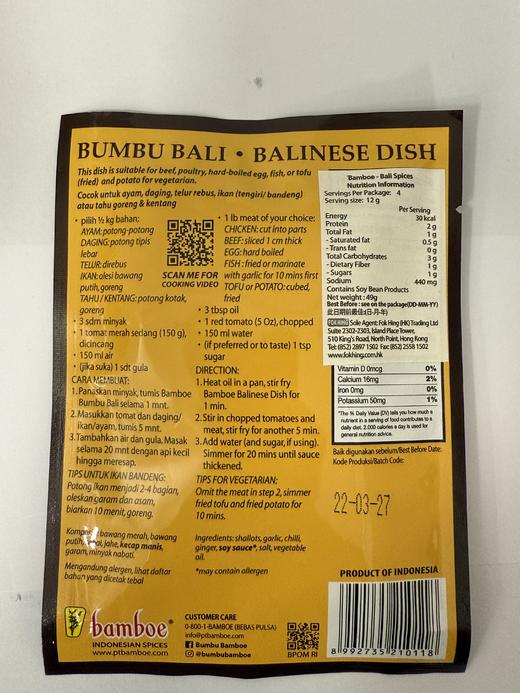 BUMBU BALI • BALINESE DISH
This dish is suitable for beef, poultry, hard-boiled egg, fish, or tofu
(fried) and potato for vegetarian.
Cocok untuk ayam, daging, telur rebus, ikan (tengiri/ bandeng)
atau tahu goreng & kentang
• pilih ½ kg bahan:
AYAM: potong-potong
DAGING: potong tipis
lebar
TELUR: direbus
IKAN: olesi bawang
putih, goreng
TAHU / KENTANG: potong kotak,
goreng
• 3 sdm minyak
• 1 tomat merah sedang (150 g),
dicincang
• 150 ml air
• (jika suka) 1 sdt gula
CARA MEMBUAT:
1. Panaskan minyak, tumis Bamboe
Bumbu Bali selama 1 mnt.
2. Masukkan tomat dan daging/
ikan/ayam, tumis 5 mnt.
3. Tambahkan air dan gula. Masak
selama 20 mnt dengan api kecil
hingga meresap.
TIPS UNTUK IKAN BANDENG:
Potong ikan menjadi 2-4 bagian,
oleskan garam dan asam,
biarkan 10 menit, goreng.
bawang merah, bawang
putih, jahe, kecap manis,
garam, minyak nabati.
Mengandung alergen, lihat daftar
bahan yang dicetak tebal
SCAN ME FOR
COOKING VIDEO
• 1 lb meat of your choice:
CHICKEN: cut into parts
BEEF: sliced 1 cm thick
EGG: hard boiled
FISH: fried or marinate
with garlic for 10 mins first
TOFU or POTATO: cubed,
fried
• 3 tbsp oil
• 1 red tomato (5 Oz), chopped
• 150 ml water
• (if preferred or to taste) 1 tsp
sugar
DIRECTION:
1. Heat oil in a pan, stir fry
Bamboe Balinese Dish for
1 min.
2. Stir in chopped tomatoes and
meat, stir fry for another 5 min.
3. Add water (and sugar, if using).
Simmer for 20 mins until sauce
thickened.
TIPS FOR VEGETARIAN:
Omit the meat in step 2, simmer
fried tofu and fried potato for
10 mins.
Ingredients: shallots, garlic, chilli,
ginger, soy sauce*, salt, vegetable
oil.
*may contain allergen
Bamboe - Bali Spices
Nutrition Information
Servings Per Package: 4
Serving size: 12 g
Per Serving
Energy 30 kcal
Protein 2 g
Total Fat 1 g
- Saturated fat 0.5 g
- Trans fat 0 g
Total Carbohydrates 3 g
- Dietary Fiber 1 g
- Sugars 1 g
Sodium 440 mg
Contains Soy Bean Products
Net weight : 49g
Best Before : see on the package(DD-MM-YY)
此日期前最佳(日-月-年)
FOK HING Sole Agent: Fok Hing (HK) Trading Ltd
Suite 2302-2303, Island Place Tower,
510 King's Road, North Point, Hong Kong
Tel: (852) 2897 1502 Fax: (852) 2558 1502
www.fokhing.com.hk
Vitamin D 0mcg 0%
Calcium 16mg 2%
Iron 0mg 0%
Potassium 50mg 1%
*The % Daily Value (DV) tells you how much a
nutrient in a serving of food contributes to a
daily diet. 2.000 calories a day is used for
general nutrition advice.
Baik digunakan sebelum/Best Before Date:
Kode Produksi/Batch Code:
22-03-27
PRODUCT OF INDONESIA
8 992735 210118
bamboe®
INDONESIAN SPICES
www.ptbamboe.com
CUSTOMER CARE
0-800-1-BAMBOE (BEBAS PULSA)
info@ptbamboe.com
Bumbu Bamboe
@bumbubamboe
BPOM RI